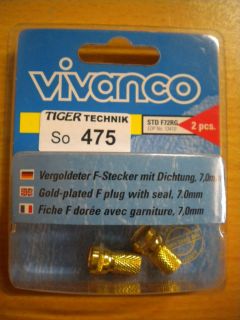 vivanco
TIGER TECHNIK
So 475
STD F/72RG
2 pcs.
Vergoldeter F-Stecker mit Dichtung, 7,0mm
Gold-plated F plug with seal, 7.0mm
Fiche F dorée avec garniture, 7,0mm